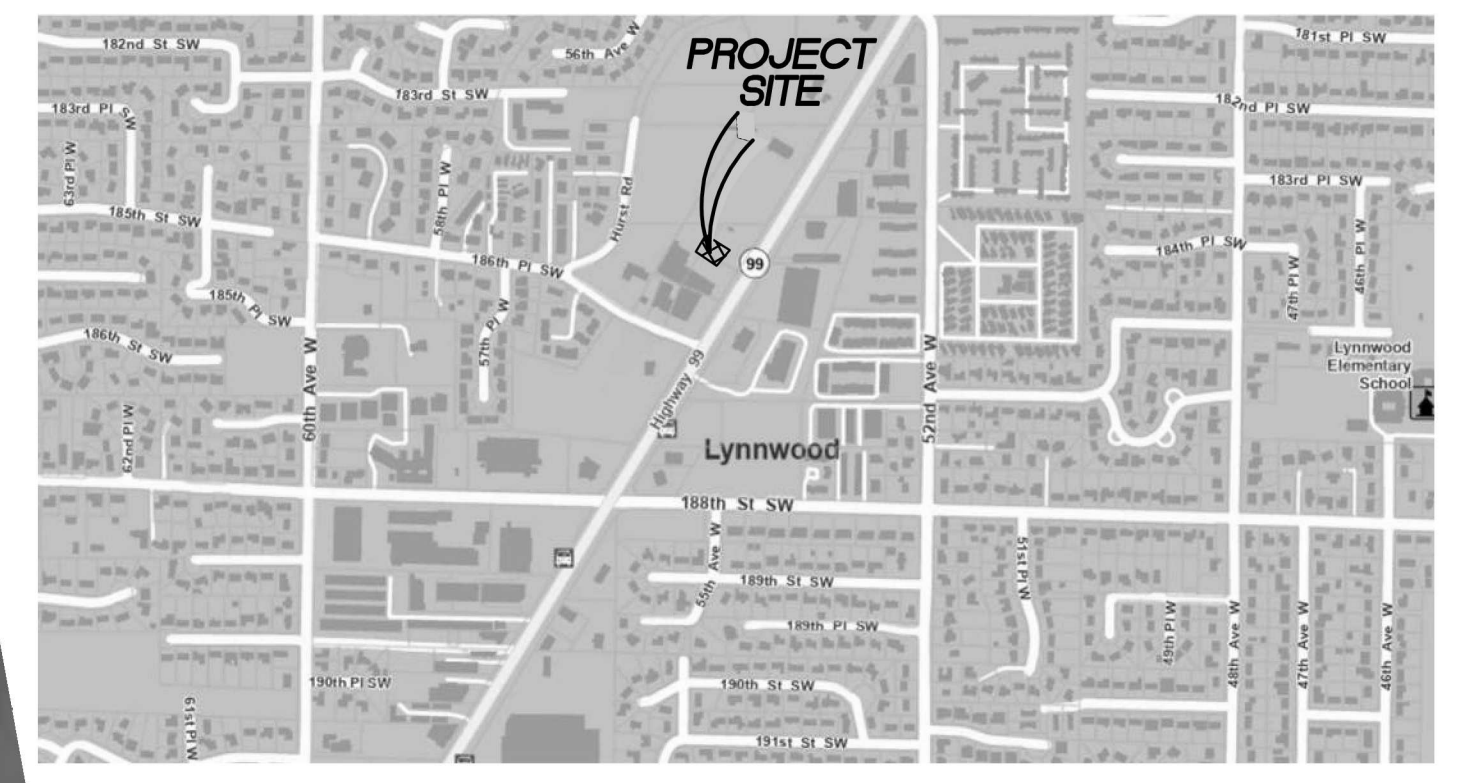 182nd St SW
56th Ave W
PROJECT
SITE
181st Pl SW
183rd St SW
183rd Pl SW
182nd Pl SW
63rd Pl W
58th Pl W
Hurst Rd
183rd Pl SW
185th St SW
184th Pl SW
46th Pl W
186th Pl SW
99
47th Pl W
185th Pl SW
57th Pl W
186th St SW
60th Ave W
Highway 99
52nd Ave W
Lynnwood
Elementary
School
62nd Pl W
Lynnwood
188th St SW
55th Ave W
51st Pl W
189th St SW
189th Pl SW
49th Pl W
48th Ave W
47th Ave W
46th Ave W
190th Pl SW
190th St SW
61st Pl W
191st St SW